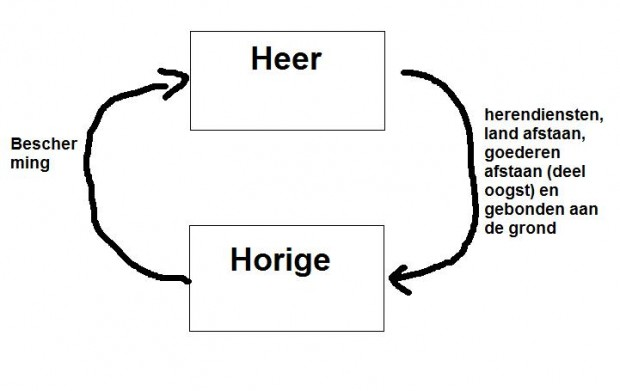 Heer
Bescher
ming
herendiensten,
land afstaan,
goederen
afstaan (deel
oogst) en
gebonden aan
de grond
Horige